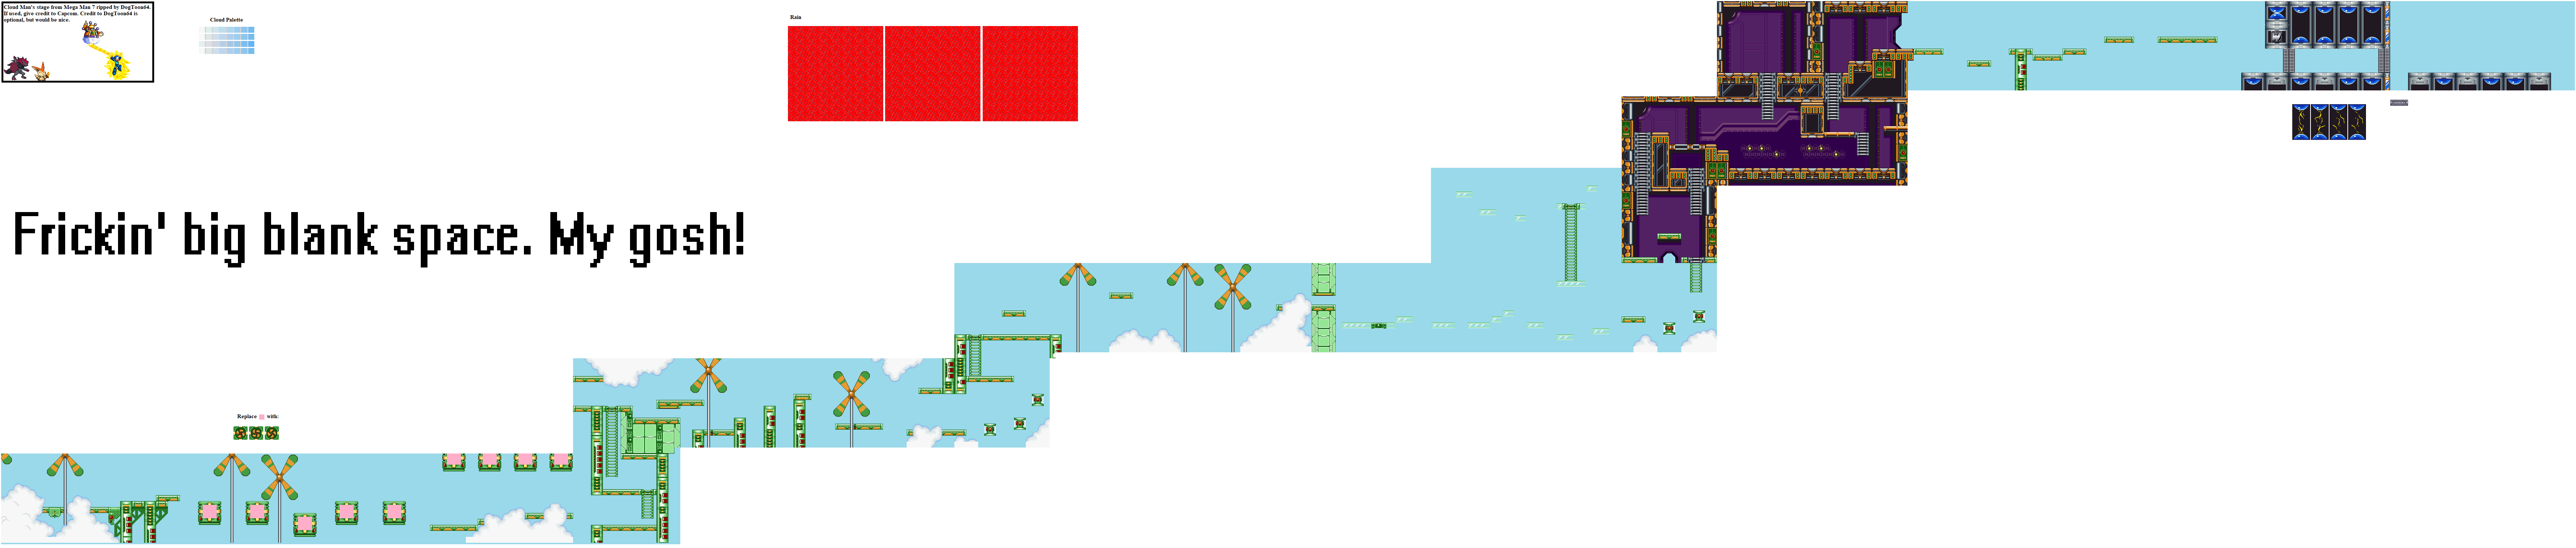 Cloud Man's stage from Mega Man 7 ripped by DogToon64.
If used, give credit to Capcom. Credit to DogToon64 is
optional, but would be nice.
Cloud Palette
Rain
Frickin' big blank space. My gosh!
Replace with: